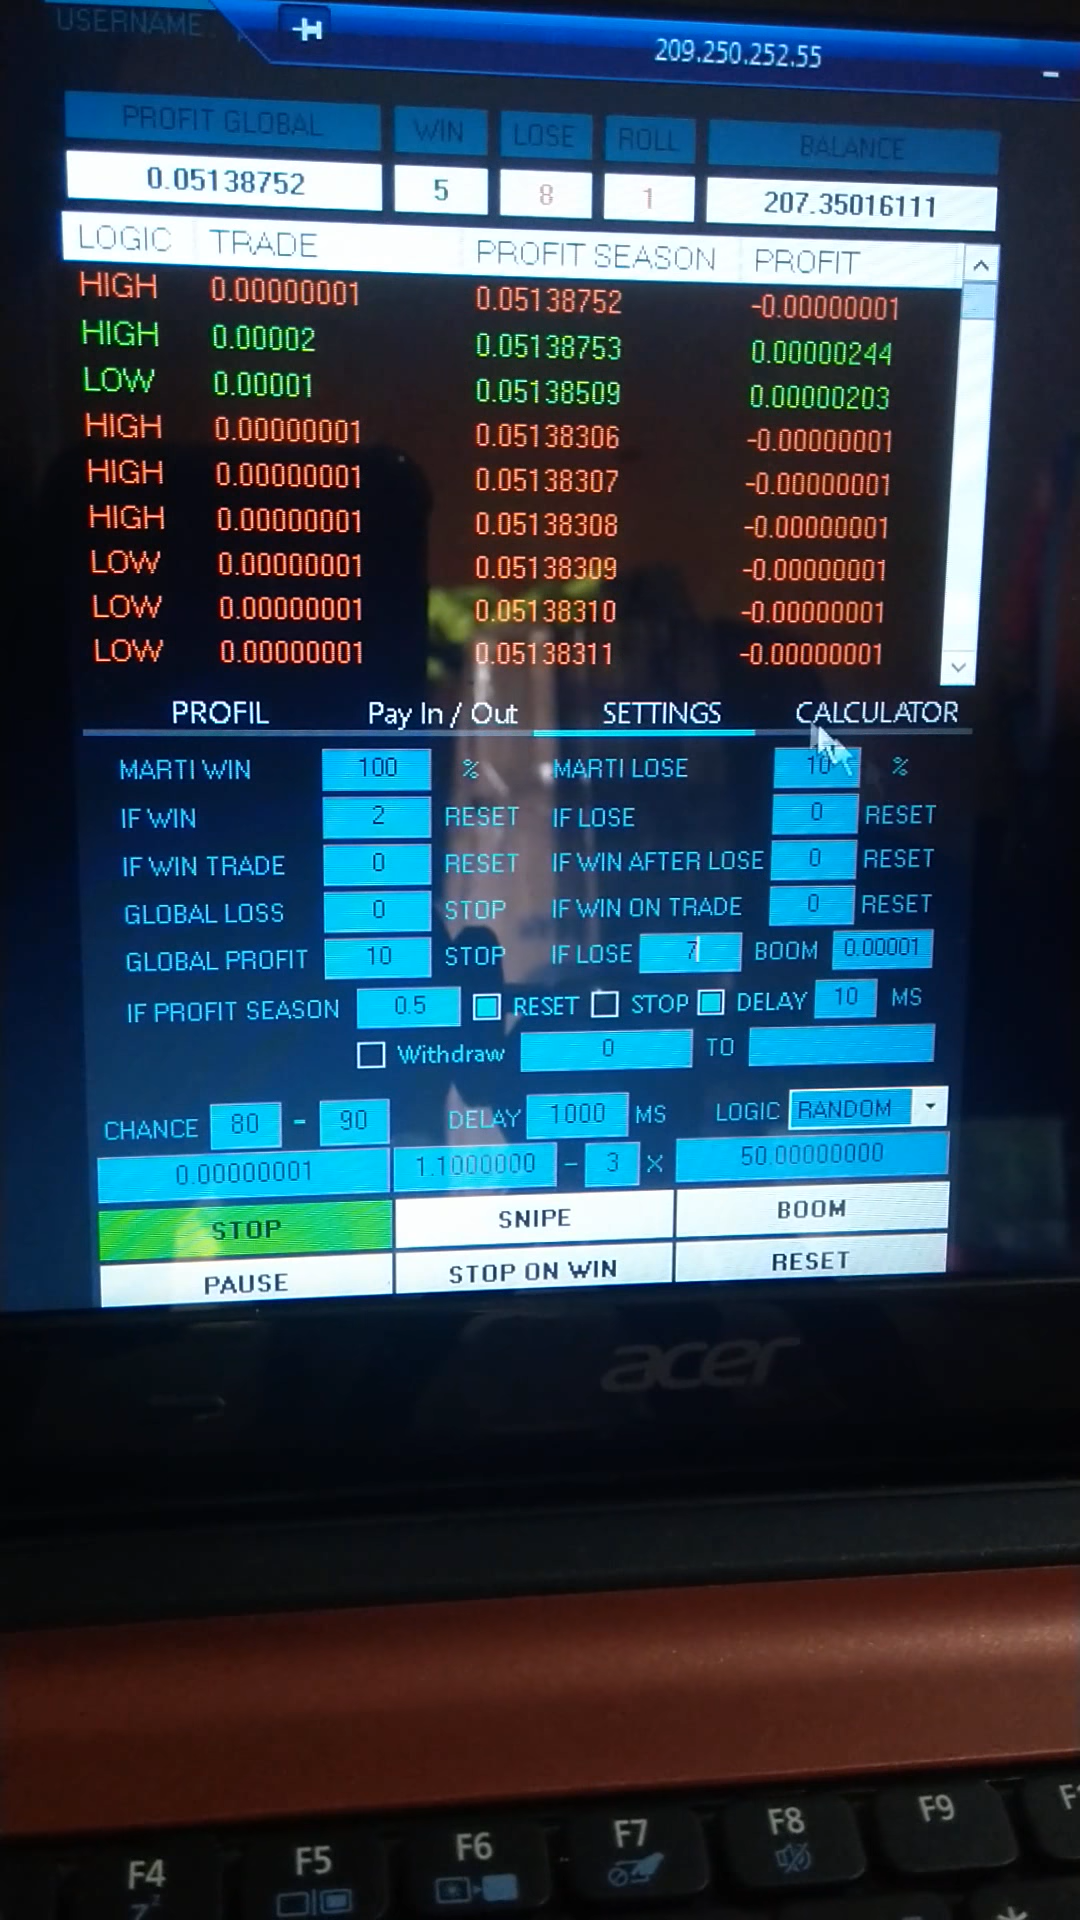 USERNAME
209.250.252.55
PROFIT GLOBAL WIN LOSE ROLL BALANCE
0.05138752 5 8 1 207.35016111
LOGIC TRADE PROFIT SEASON PROFIT
HIGH 0.00000001 0.05138752 -0.00000001
HIGH 0.00002 0.05138753 0.00000244
LOW 0.00001 0.05138509 0.00000203
HIGH 0.00000001 0.05138306 -0.00000001
HIGH 0.00000001 0.05138307 -0.00000001
HIGH 0.00000001 0.05138308 -0.00000001
LOW 0.00000001 0.05138309 -0.00000001
LOW 0.00000001 0.05138310 -0.00000001
LOW 0.00000001 0.05138311 -0.00000001
PROFIL Pay In / Out SETTINGS CALCULATOR
MARTI WIN 100 % MARTI LOSE 10 %
IF WIN 2 RESET IF LOSE 0 RESET
IF WIN TRADE 0 RESET IF WIN AFTER LOSE 0 RESET
GLOBAL LOSS 0 STOP IF WIN ON TRADE 0 RESET
GLOBAL PROFIT 10 STOP IF LOSE 7 BOOM 0.00001
IF PROFIT SEASON 0.5 RESET STOP DELAY 10 MS
Withdraw 0 TO
CHANCE 80 - 90 DELAY 1000 MS LOGIC RANDOM
0.00000001 1.1000000 - 3 X 50.00000000
STOP SNIPE BOOM
PAUSE STOP ON WIN RESET
acer
F4 F5 F6 F7 F8 F9